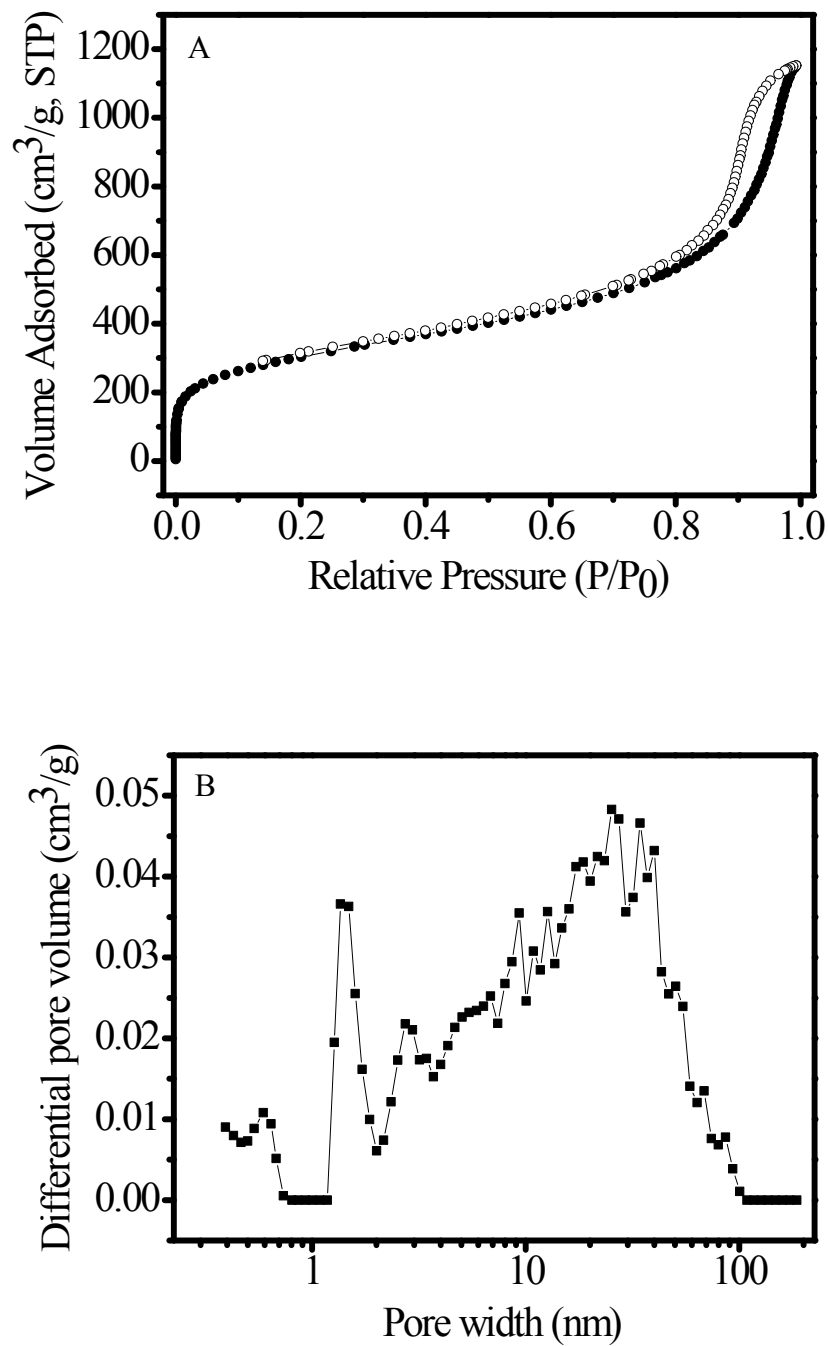 A
Volume Adsorbed (cm³/g, STP)
1200
1000
800
600
400
200
0
0.0 0.2 0.4 0.6 0.8 1.0
Relative Pressure (P/P₀)
B
Differential pore volume (cm³/g)
0.05
0.04
0.03
0.02
0.01
0.00
1 10 100
Pore width (nm)